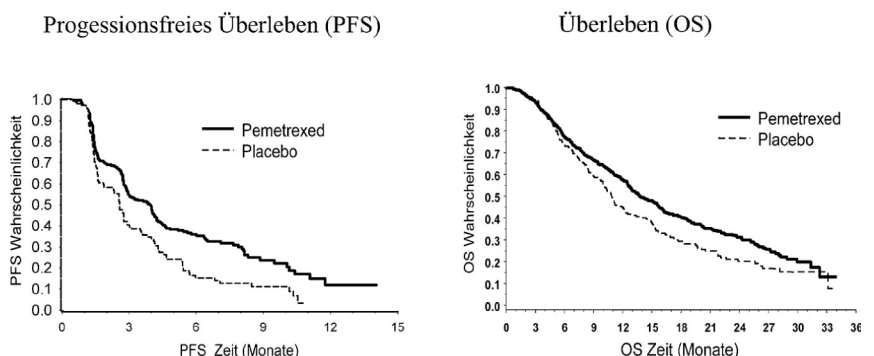 Progessionsfreies Überleben (PFS)
PFS Wahrscheinlichkeit
1.0
0.9
0.8
0.7
0.6
0.5
0.4
0.3
0.2
0.1
0.0
Pemetrexed
Placebo
0 3 6 9 12 15
PFS Zeit (Monate)
Überleben (OS)
OS Wahrscheinlichkeit
1.0
0.9
0.8
0.7
0.6
0.5
0.4
0.3
0.2
0.1
0.0
Pemetrexed
Placebo
0 3 6 9 12 15 18 21 24 27 30 33 36
OS Zeit (Monate)